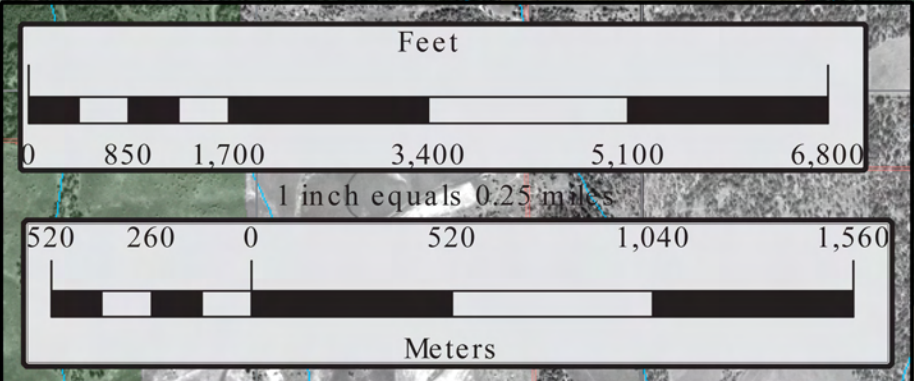 Feet
0 850 1,700 3,400 5,100 6,800
1 inch equals 0.25 miles
520 260 0 520 1,040 1,560
Meters